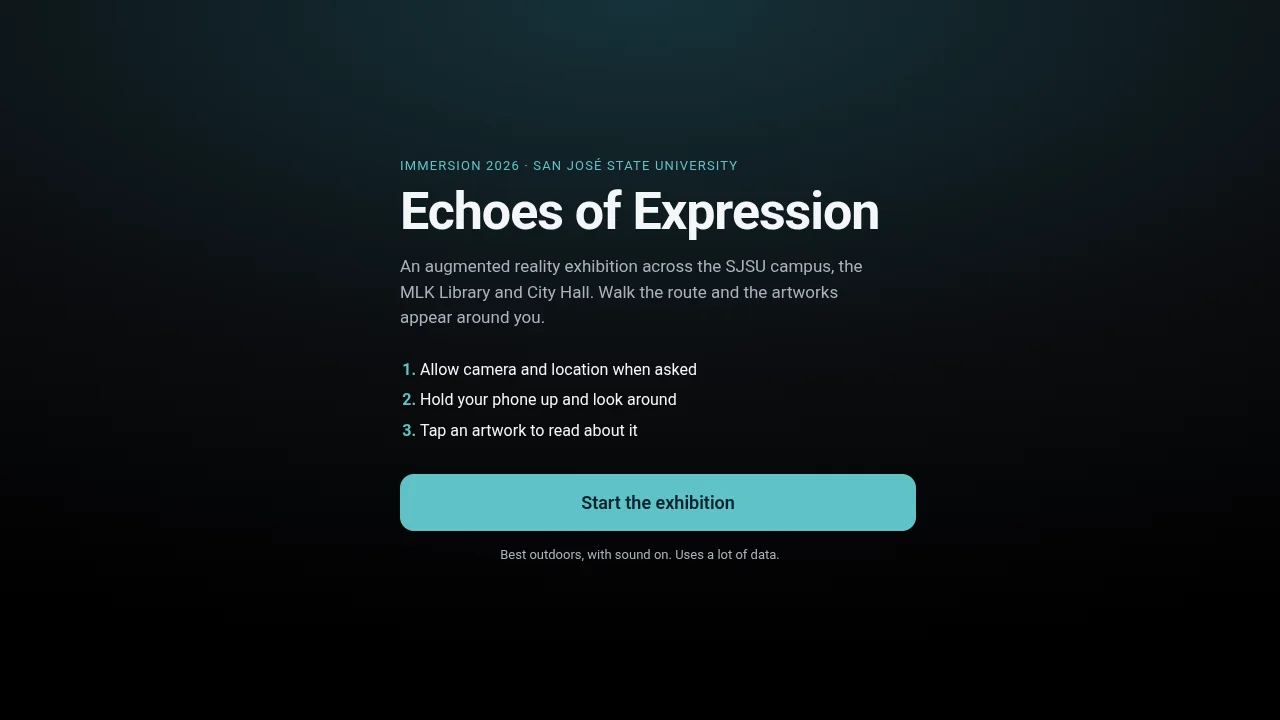 IMMERSION 2026 · SAN JOSÉ STATE UNIVERSITY
Echoes of Expression
An augmented reality exhibition across the SJSU campus, the
MLK Library and City Hall. Walk the route and the artworks
appear around you.
1. Allow camera and location when asked
2. Hold your phone up and look around
3. Tap an artwork to read about it
Start the exhibition
Best outdoors, with sound on. Uses a lot of data.